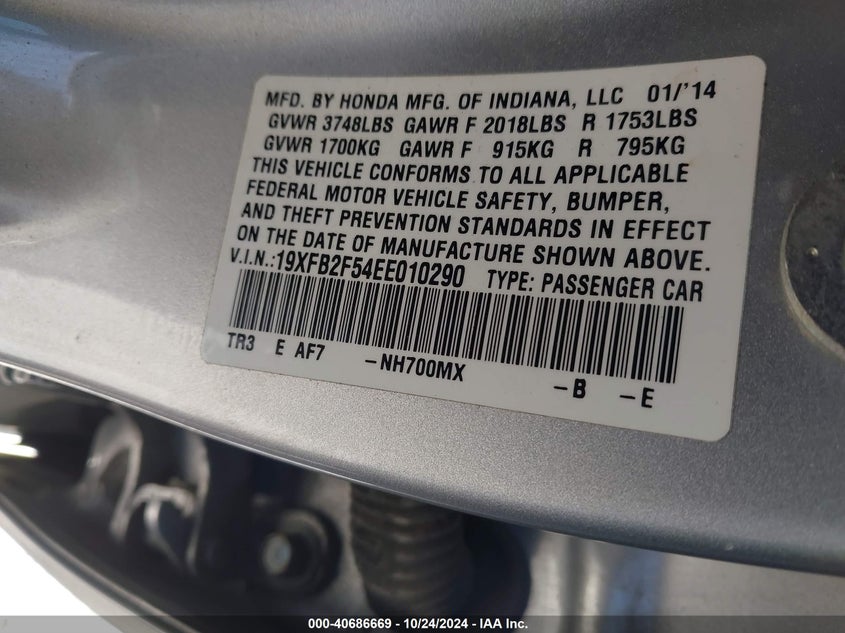 MFD. BY HONDA MFG. OF INDIANA, LLC 01/'14
GVWR 3748LBS GAWR F 2018LBS R 1753LBS
GVWR 1700KG GAWR F 915KG R 795KG
THIS VEHICLE CONFORMS TO ALL APPLICABLE
FEDERAL MOTOR VEHICLE SAFETY, BUMPER,
AND THEFT PREVENTION STANDARDS IN EFFECT
ON THE DATE OF MANUFACTURE SHOWN ABOVE.
V.I.N.:19XFB2F54EE010290 TYPE: PASSENGER CAR
TR3 E AF7 -NH700MX -B -E
000-40686669 - 10/24/2024 - IAA Inc.